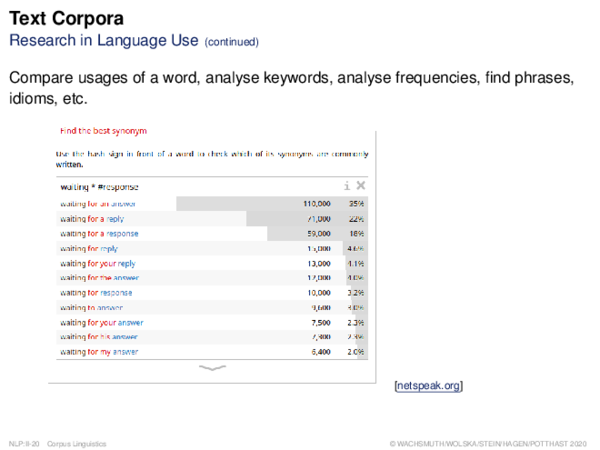 Text Corpora
Research in Language Use (continued)
Compare usages of a word, analyse keywords, analyse frequencies, find phrases,
idioms, etc.
Find the best synonym
Use the hash sign in front of a word to check which of its synonyms are commonly
written.
waiting * #response i ✕
waiting for an answer 110,000 35%
waiting for a reply 71,000 22%
waiting for a response 59,000 18%
waiting for reply 15,000 4.6%
waiting for your reply 13,000 4.1%
waiting for the answer 12,000 4.0%
waiting for response 10,000 3.2%
waiting to answer 9,600 3.0%
waiting for your answer 7,500 2.3%
waiting for his answer 7,300 2.3%
waiting for my answer 6,400 2.0%
[netspeak.org]
NLP:II-20 Corpus Linguistics © WACHSMUTH/WOLSKA/STEIN/HAGEN/POTTHAST 2020